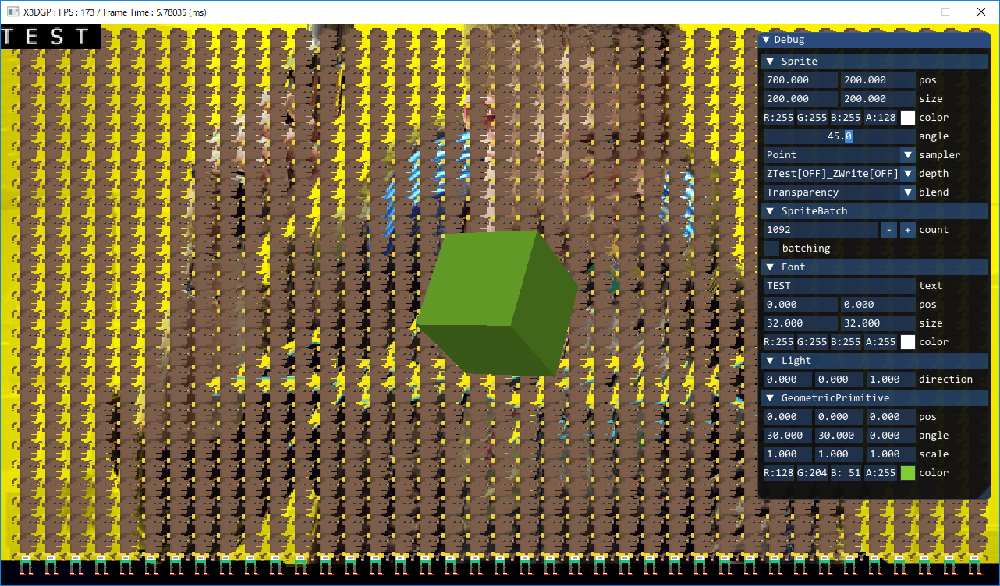 X3DGP : FPS : 173 / Frame Time : 5.78035 (ms)
TEST
Debug
Sprite
700.000 200.000 pos
200.000 200.000 size
R:255 G:255 B:255 A:128 color
45.0 angle
Point sampler
ZTest[OFF]_ZWrite[OFF] depth
Transparency blend
SpriteBatch
1092 - + count
batching
Font
TEST text
0.000 0.000 pos
32.000 32.000 size
R:255 G:255 B:255 A:255 color
Light
0.000 0.000 1.000 direction
GeometricPrimitive
0.000 0.000 0.000 pos
30.000 30.000 0.000 angle
1.000 1.000 1.000 scale
R:128 G:204 B: 51 A:255 color